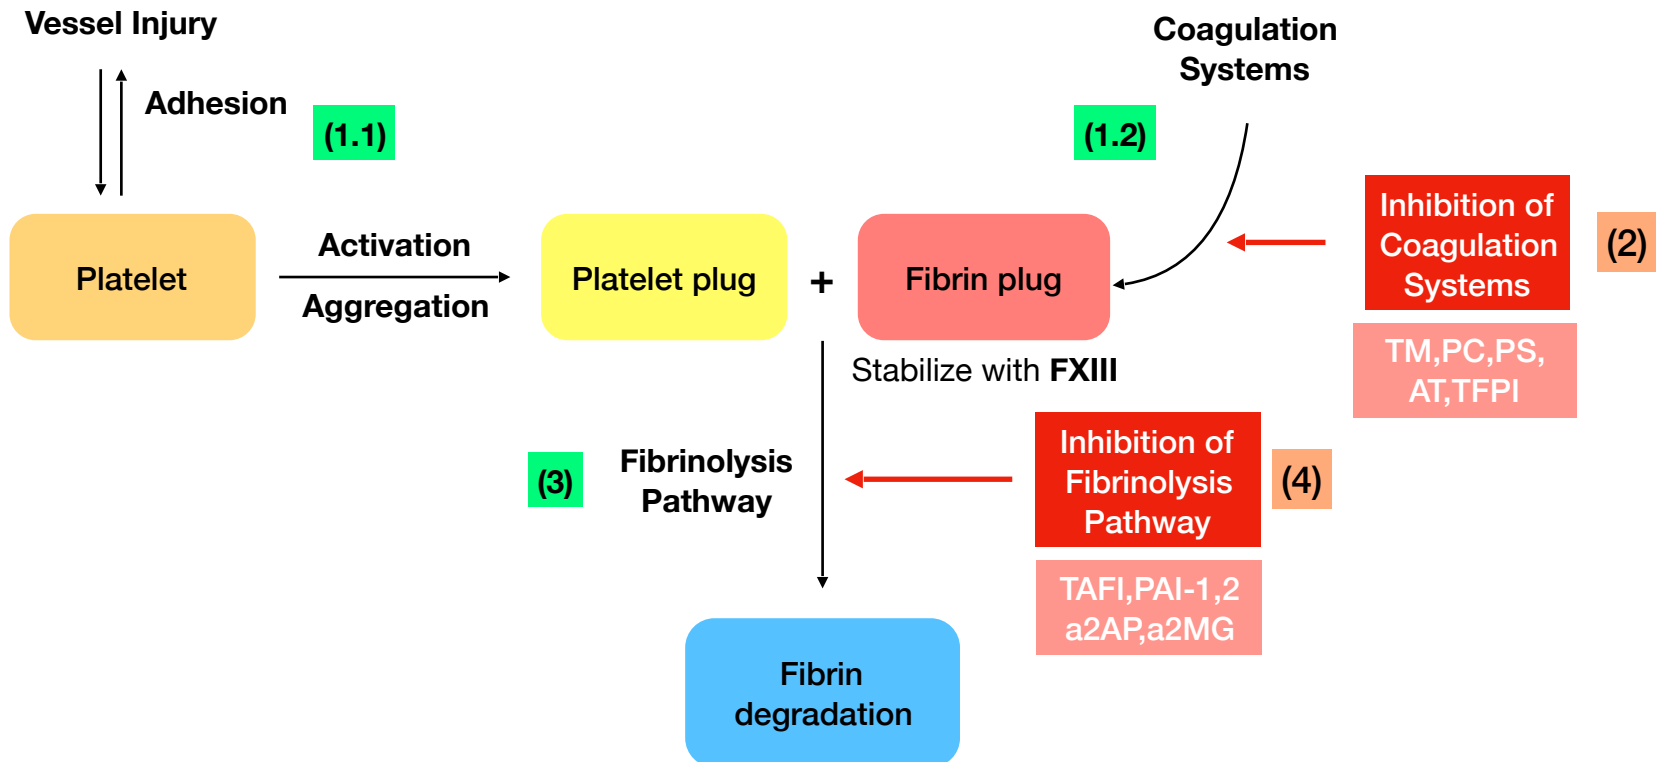 Vessel Injury
Adhesion
(1.1)
Platelet
Activation
Aggregation
Platelet plug
+
Fibrin plug
Coagulation
Systems
(1.2)
Inhibition of
Coagulation
Systems
(2)
TM,PC,PS,
AT,TFPI
Stabilize with FXIII
(3)
Fibrinolysis
Pathway
Inhibition of
Fibrinolysis
Pathway
(4)
TAFI,PAI-1,2
a2AP,a2MG
Fibrin
degradation